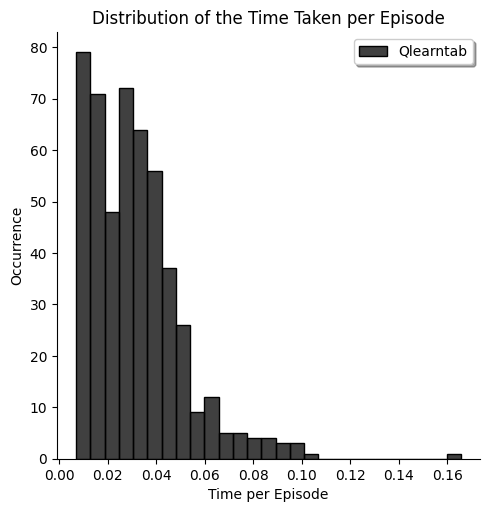 Distribution of the Time Taken per Episode
Qlearntab
80
70
60
50
40
30
20
10
0
Occurrence
0.00 0.02 0.04 0.06 0.08 0.10 0.12 0.14 0.16
Time per Episode